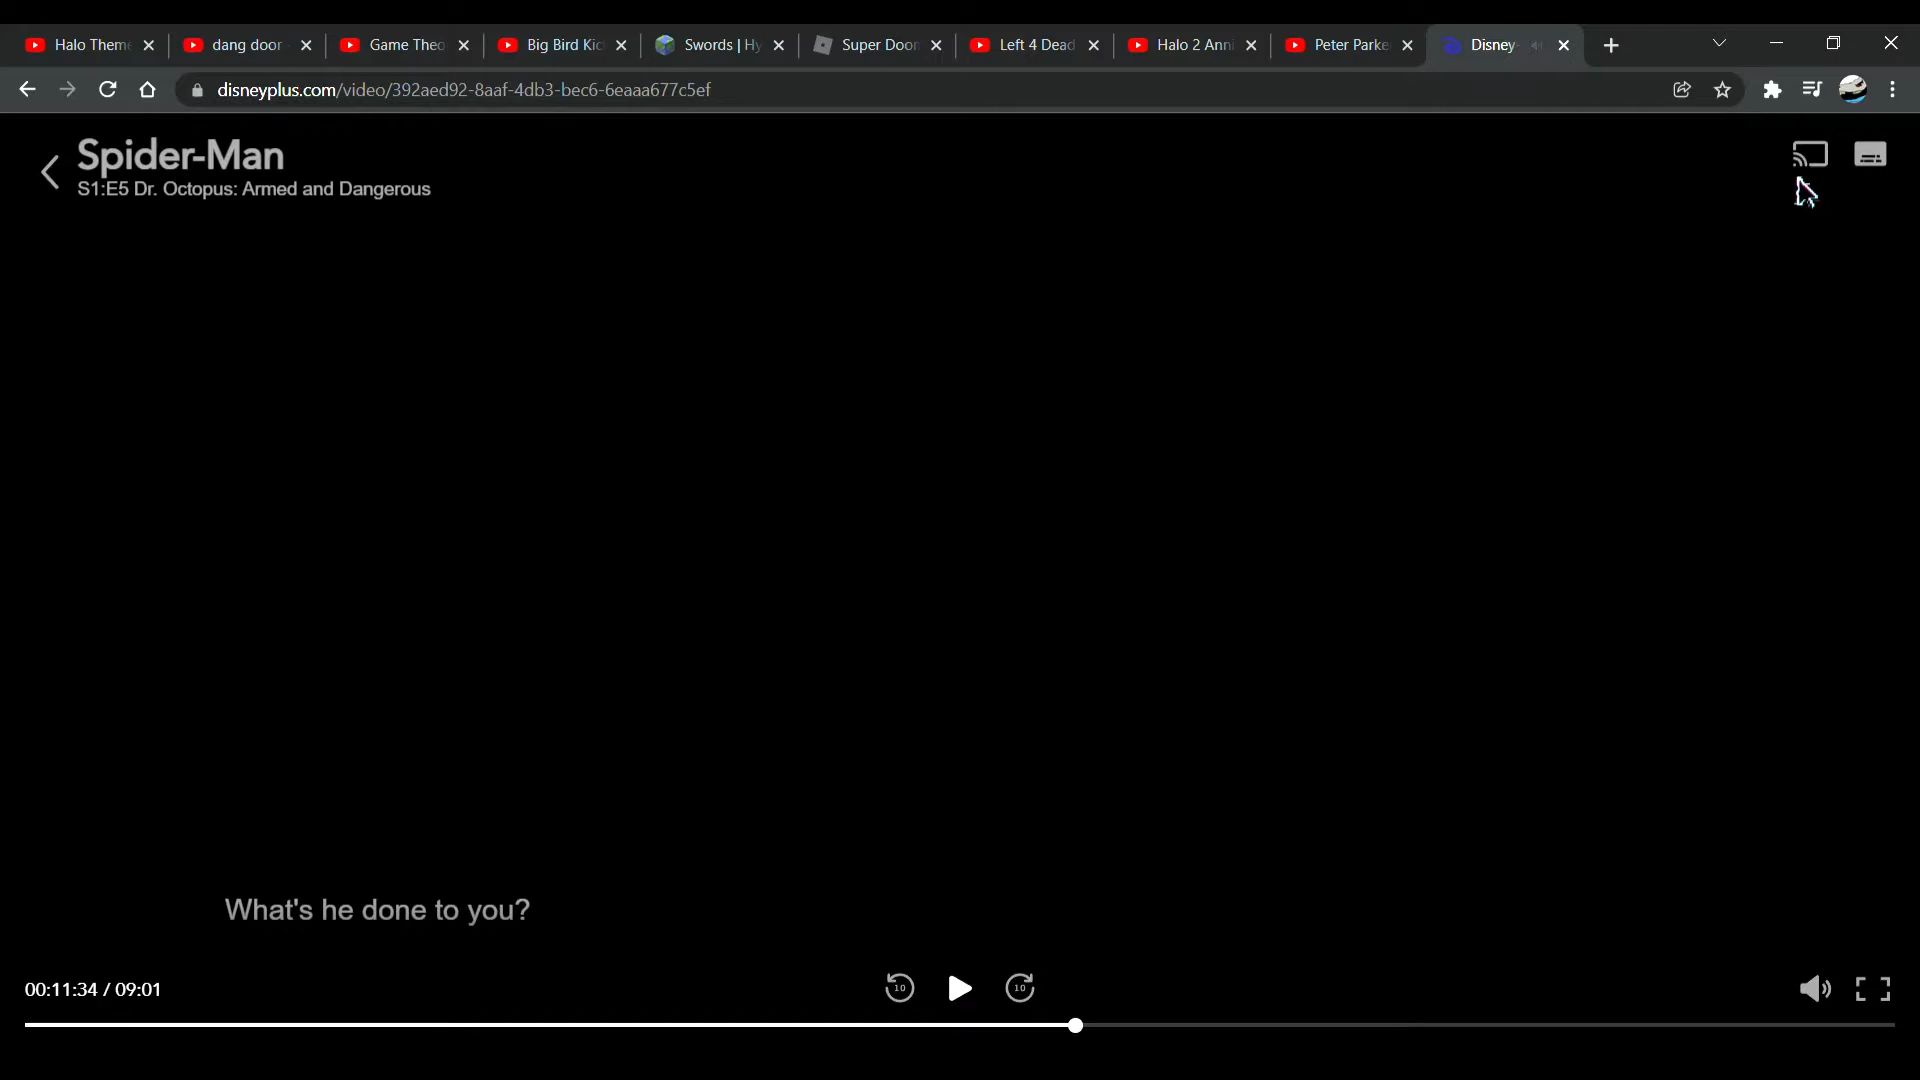 Halo Theme
dang door
Game Theo
Big Bird Kic
Swords | Hy
Super Doom
Left 4 Dead
Halo 2 Anni
Peter Parke
Disney
disneyplus.com/video/392aed92-8aaf-4db3-bec6-6eaaa677c5ef
Spider-Man
S1:E5 Dr. Octopus: Armed and Dangerous
What's he done to you?
00:11:34 / 09:01
10
10